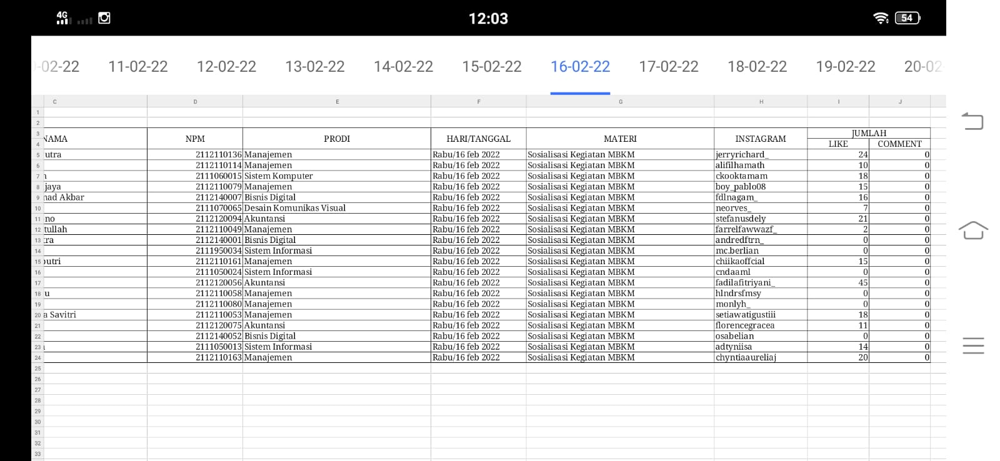 4G 12:03 54
-02-22 11-02-22 12-02-22 13-02-22 14-02-22 15-02-22 16-02-22 17-02-22 18-02-22 19-02-22 20-02
C D E F G H I J
1
2
3 NAMA NPM PRODI HARI/TANGGAL MATERI INSTAGRAM JUMLAH
4 LIKE COMMENT
5 utra 2112110136 Manajemen Rabu/16 feb 2022 Sosialisasi Kegiatan MBKM jerryrichard_ 24 0
6 2112110114 Manajemen Rabu/16 feb 2022 Sosialisasi Kegiatan MBKM alifilhamath 10 0
7 2111060015 Sistem Komputer Rabu/16 feb 2022 Sosialisasi Kegiatan MBKM ckooktamam 18 0
8 jaya 2112110079 Manajemen Rabu/16 feb 2022 Sosialisasi Kegiatan MBKM boy_pablo08 15 0
9 nad Akbar 2112140007 Bisnis Digital Rabu/16 feb 2022 Sosialisasi Kegiatan MBKM fdlnagam_ 16 0
10 2111070065 Desain Komunikas Visual Rabu/16 feb 2022 Sosialisasi Kegiatan MBKM neorves_ 7 0
11 no 2112120094 Akuntansi Rabu/16 feb 2022 Sosialisasi Kegiatan MBKM stefanusdely 21 0
12 tullah 2112110049 Manajemen Rabu/16 feb 2022 Sosialisasi Kegiatan MBKM farrelfawwazf_ 2 0
13 tra 2112140001 Bisnis Digital Rabu/16 feb 2022 Sosialisasi Kegiatan MBKM andredftrn_ 0 0
14 2111950034 Sistem Informasi Rabu/16 feb 2022 Sosialisasi Kegiatan MBKM mc.berlian 0 0
15 putri 2112110161 Manajemen Rabu/16 feb 2022 Sosialisasi Kegiatan MBKM chiikaoffcial 15 0
16 2111050024 Sistem Informasi Rabu/16 feb 2022 Sosialisasi Kegiatan MBKM cndaaml 0 0
17 2112120056 Akuntansi Rabu/16 feb 2022 Sosialisasi Kegiatan MBKM fadilafitriyani_ 45 0
18 u 2112110058 Manajemen Rabu/16 feb 2022 Sosialisasi Kegiatan MBKM hlndrsfmsy 0 0
19 2112110080 Manajemen Rabu/16 feb 2022 Sosialisasi Kegiatan MBKM monlyh_ 0 0
20 a Savitri 2112110053 Manajemen Rabu/16 feb 2022 Sosialisasi Kegiatan MBKM setiawatigustiii 18 0
21 2112120075 Akuntansi Rabu/16 feb 2022 Sosialisasi Kegiatan MBKM florencegracea 11 0
22 2112140052 Bisnis Digital Rabu/16 feb 2022 Sosialisasi Kegiatan MBKM osabelian 0 0
23 2111050013 Sistem Informasi Rabu/16 feb 2022 Sosialisasi Kegiatan MBKM adtyniisa 14 0
24 2112110163 Manajemen Rabu/16 feb 2022 Sosialisasi Kegiatan MBKM chyntiaaureliaj 20 0
25
26
27
28
29
30
31
32
33